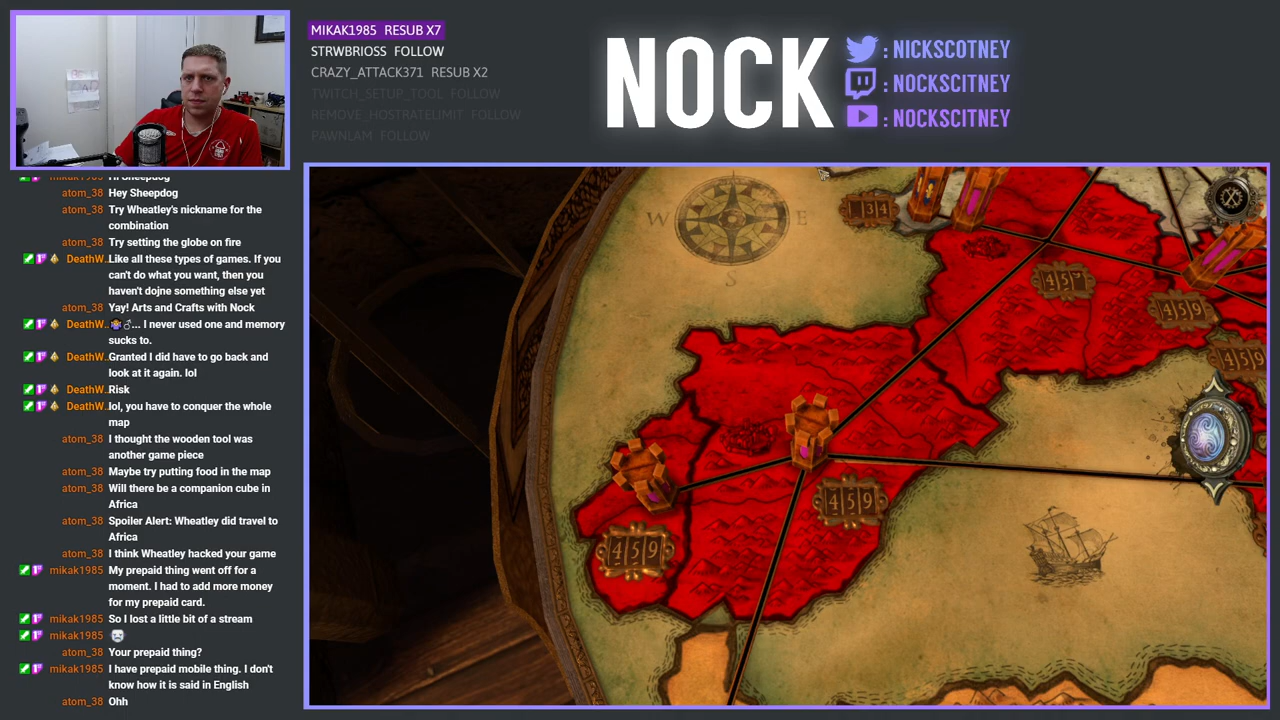 MIKAK1985 RESUB X7
STRWBRIOSS FOLLOW
CRAZY_ATTACK371 RESUB X2
TWITCH_SETUP_TOOL FOLLOW
REMOVE_HOSTRATELIMIT FOLLOW
PAWNLAM FOLLOW
NOCK
: NICKSCOTNEY
: NOCKSCITNEY
: NOCKSCITNEY
mikak1985 Hi Sheepdog
atom_38 Hey Sheepdog
atom_38 Try Wheatley's nickname for the
combination
atom_38 Try setting the globe on fire
DeathW.. Like all these types of games. If you
can't do what you want, then you
haven't dojne something else yet
atom_38 Yay! Arts and Crafts with Nock
DeathW.. 🤷♂... I never used one and memory
sucks to.
DeathW.. Granted I did have to go back and
look at it again. lol
DeathW.. Risk
DeathW.. lol, you have to conquer the whole
map
atom_38 I thought the wooden tool was
another game piece
atom_38 Maybe try putting food in the map
atom_38 Will there be a companion cube in
Africa
atom_38 Spoiler Alert: Wheatley did travel to
Africa
atom_38 I think Wheatley hacked your game
mikak1985 My prepaid thing went off for a
moment. I had to add more money
for my prepaid card.
mikak1985 So I lost a little bit of a stream
mikak1985
atom_38 Your prepaid thing?
mikak1985 I have prepaid mobile thing. I don't
know how it is said in English
atom_38 Ohh
W E
S
34
45
459
459
459
459